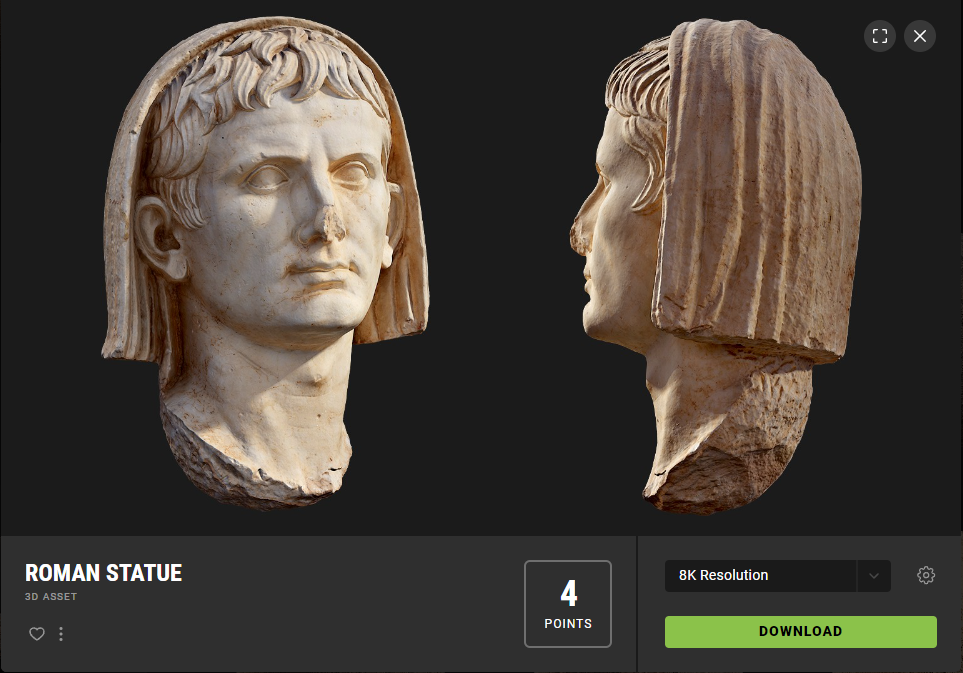 ROMAN STATUE
3D ASSET
4
POINTS
8K Resolution
DOWNLOAD